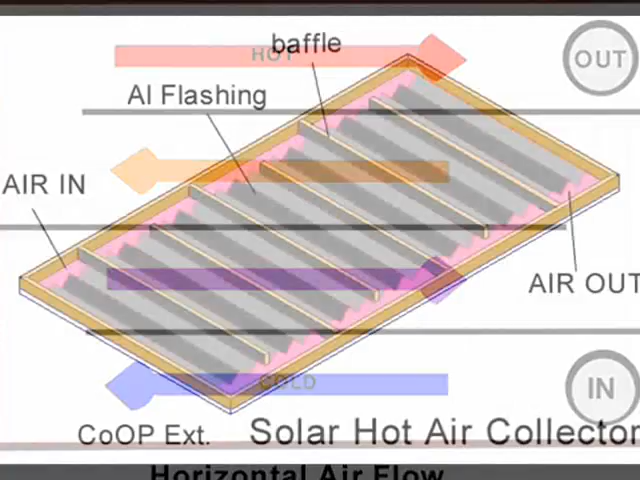 baffle
HOT
OUT
Al Flashing
AIR IN
AIR OUT
COLD
IN
CoOP Ext.
Solar Hot Air Collector
Horizontal Air Flow